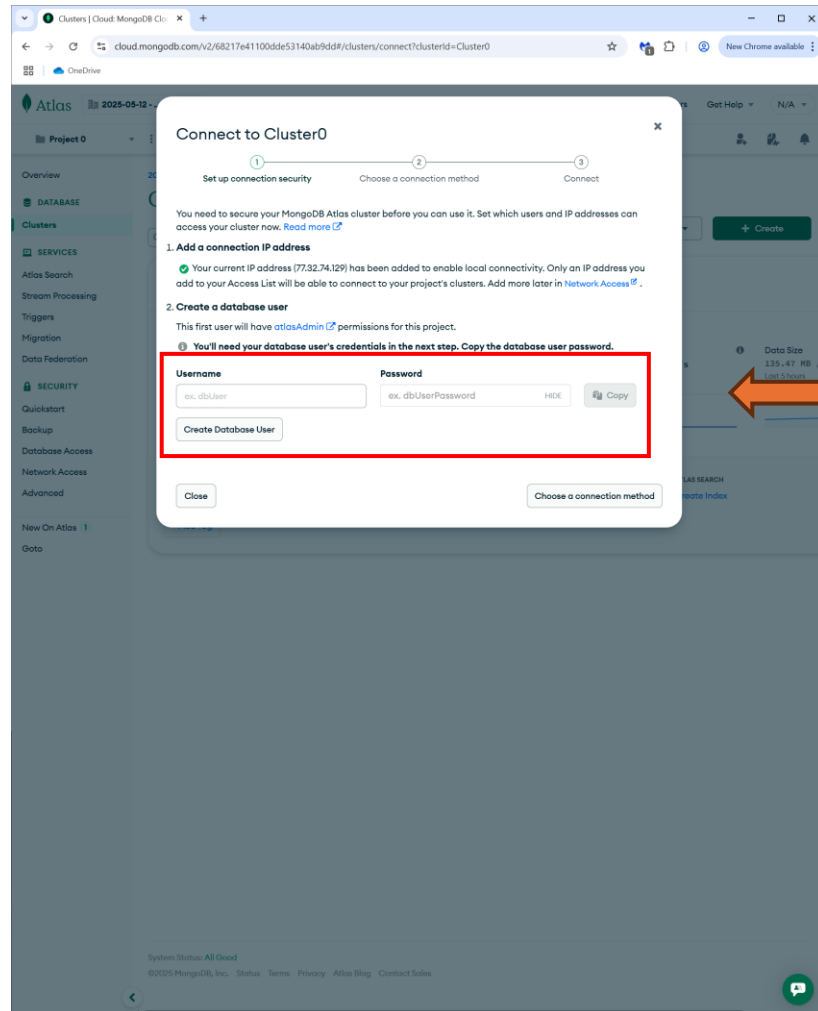 Clusters | Cloud: MongoDB Clo
cloud.mongodb.com/v2/68217e41100dde53140ab9dd#/clusters/connect?clusterId=Cluster0
1
New Chrome available
OneDrive
Atlas
2025-05-12 -
Get Help
N/A
Project 0
Overview
DATABASE
Clusters
SERVICES
Atlas Search
Stream Processing
Triggers
Migration
Data Federation
SECURITY
Quickstart
Backup
Database Access
Network Access
Advanced
New On Atlas 1
Goto
+ Create
Data Size
135.47 MB
Last 5 hours
Connect to Cluster0
1
2
3
Set up connection security
Choose a connection method
Connect
You need to secure your MongoDB Atlas cluster before you can use it. Set which users and IP addresses can
access your cluster now. Read more
1. Add a connection IP address
Your current IP address (77.32.74.129) has been added to enable local connectivity. Only an IP address you
add to your Access List will be able to connect to your project's clusters. Add more later in Network Access .
2. Create a database user
This first user will have atlasAdmin permissions for this project.
You'll need your database user's credentials in the next step. Copy the database user password.
Username
Password
ex. dbUser
ex. dbUserPassword
HIDE
Copy
Create Database User
Close
Choose a connection method
LAS SEARCH
reate Index
System Status: All Good
©2025 MongoDB, Inc. Status Terms Privacy Atlas Blog Contact Sales